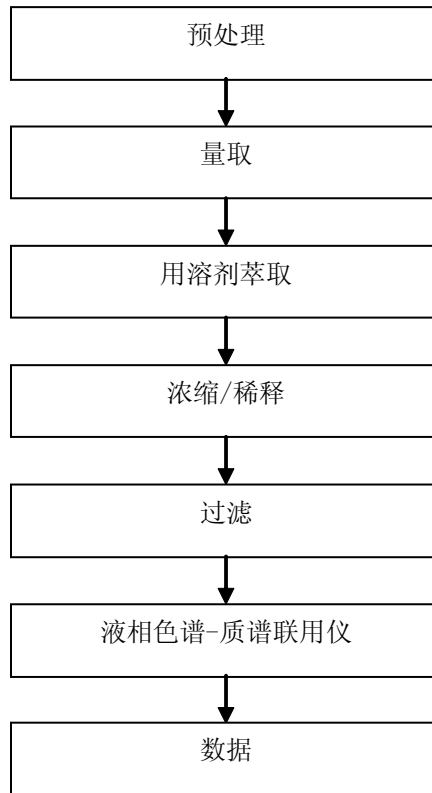 预处理
量取
用溶剂萃取
浓缩/稀释
过滤
液相色谱-质谱联用仪
数据